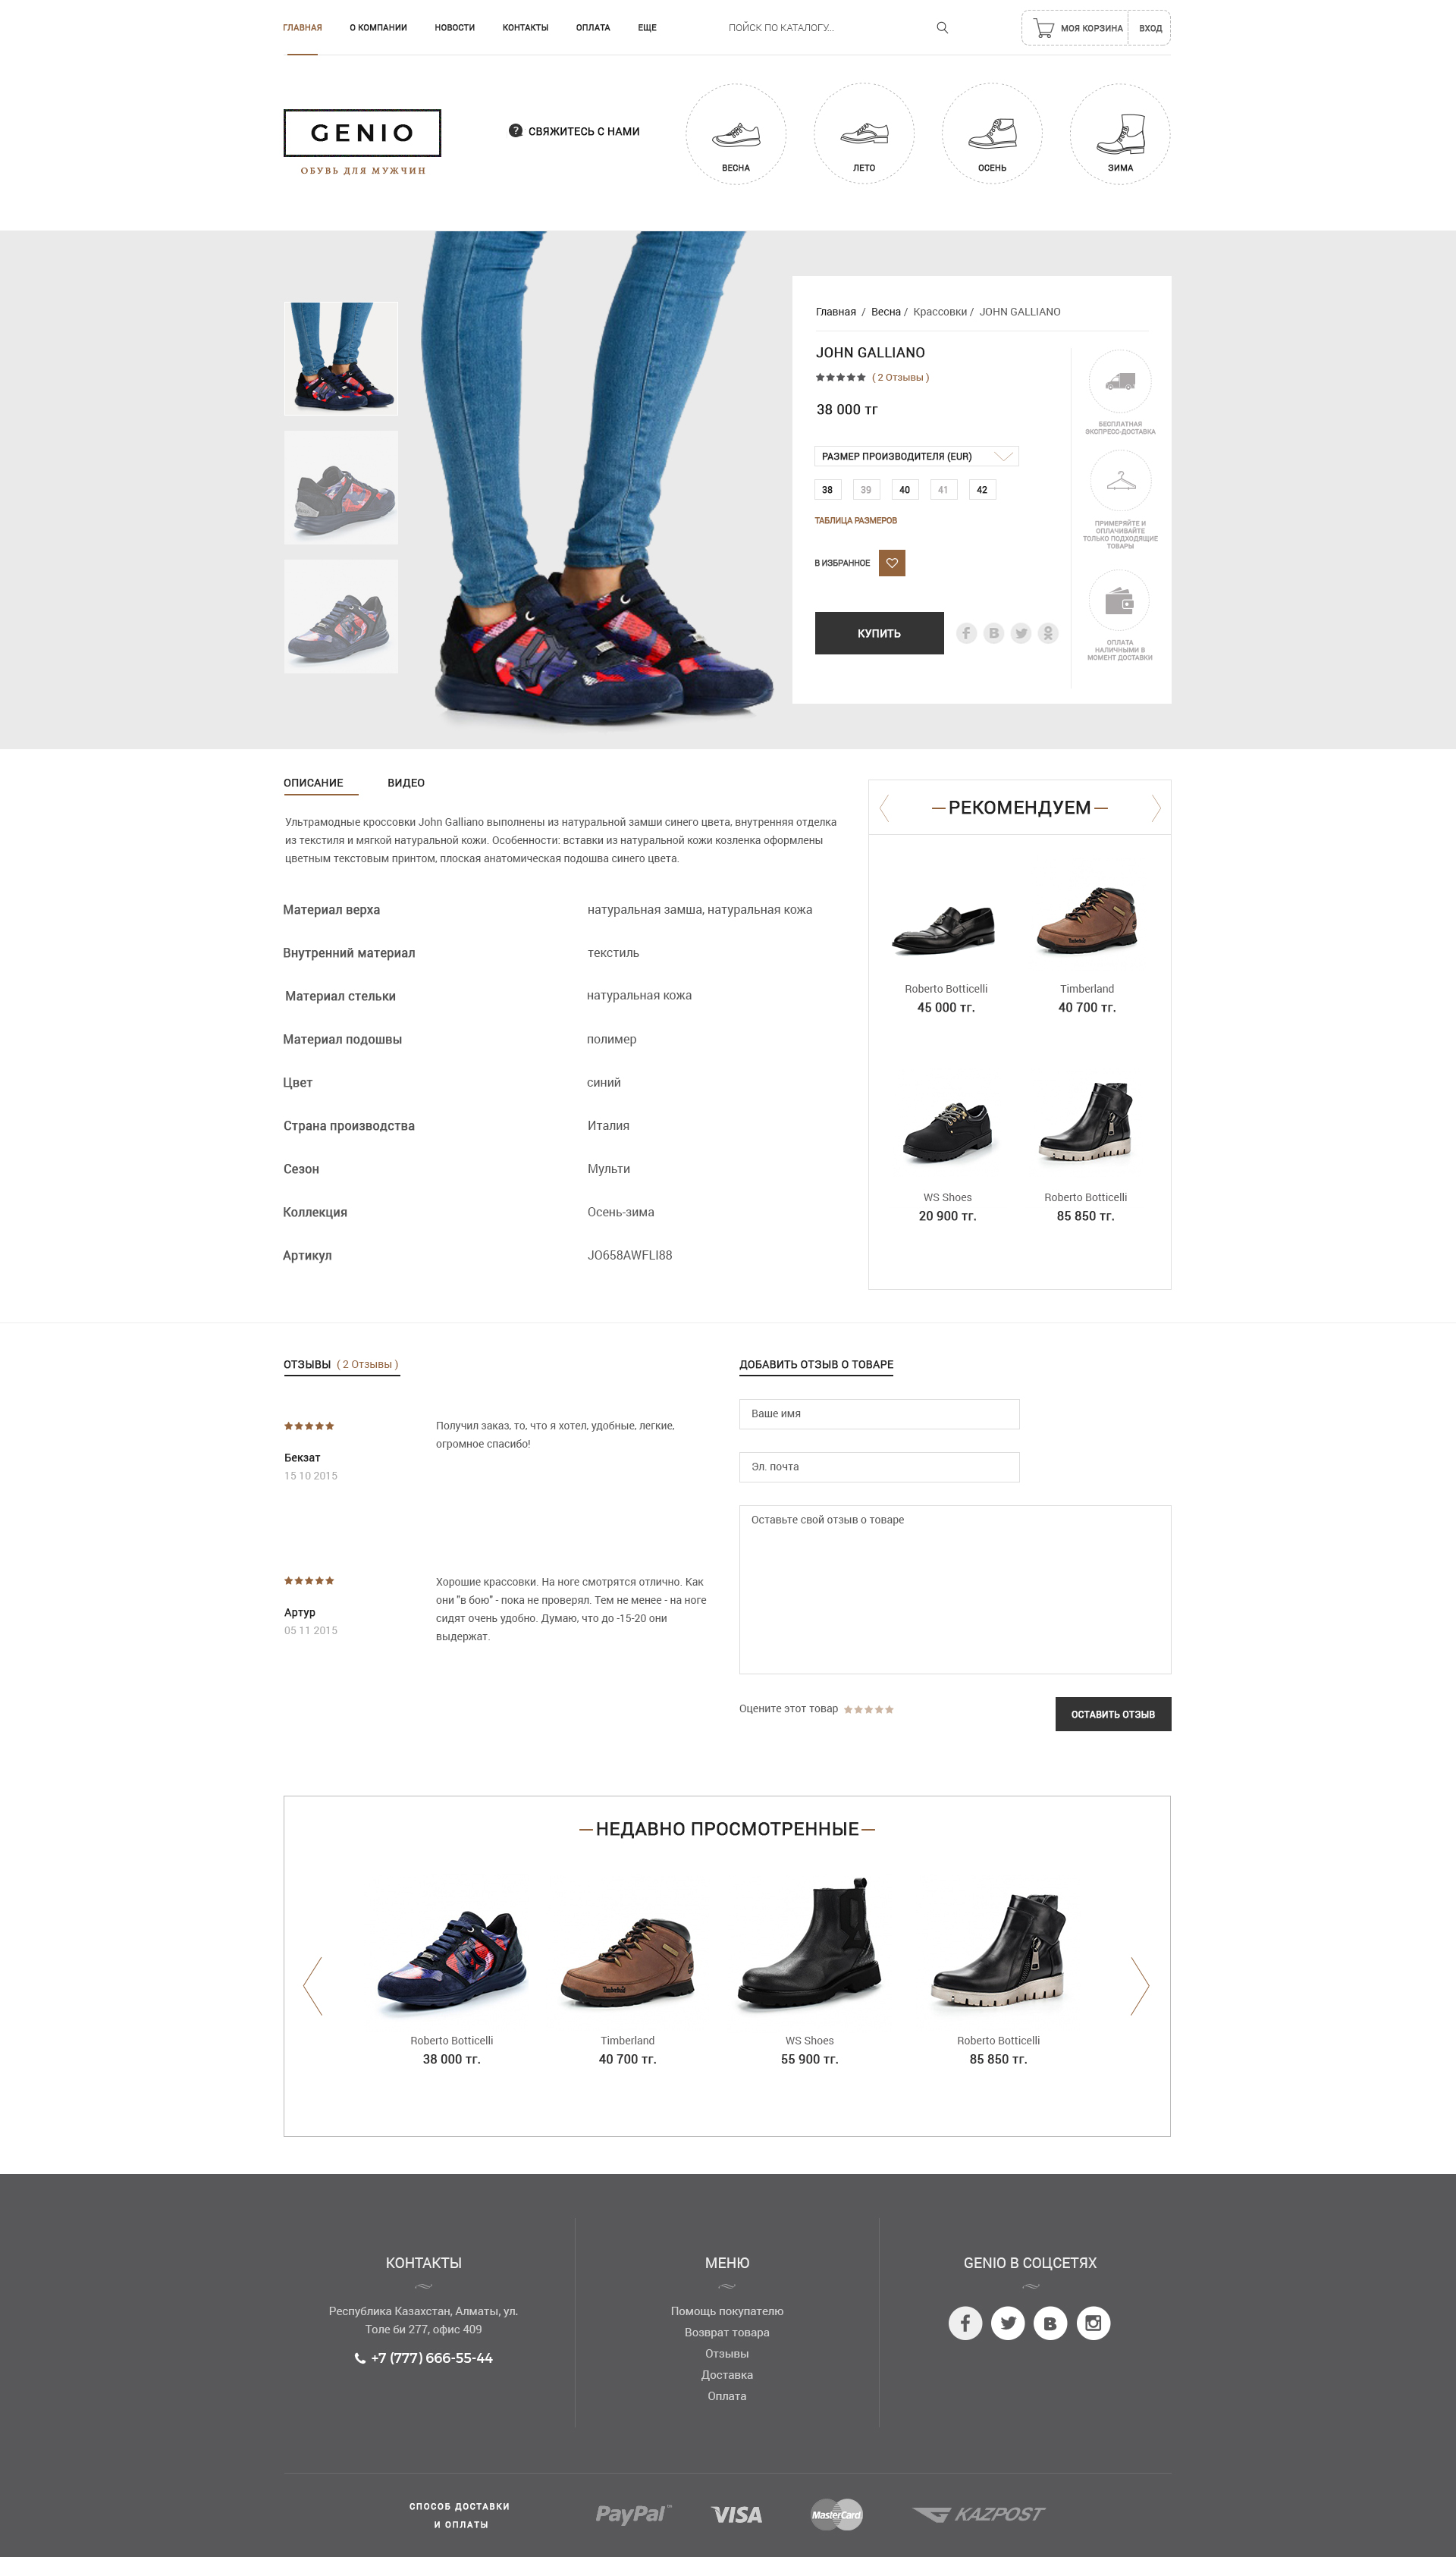 ГЛАВНАЯ О КОМПАНИИ НОВОСТИ КОНТАКТЫ ОПЛАТА ЕЩЕ ПОЙСК ПО КАТАЛОГУ... МОЯ КОРЗИНА ВХОД
GENIO
ОБУВЬ ДЛЯ МУЖЧИН
СВЯЖИТЕСЬ С НАМИ
ВЕСНА ЛЕТО ОСЕНЬ ЗИМА
Главная / Весна / Крассовки / JOHN GALLIANO
JOHN GALLIANO
( 2 Отзывы )
38 000 тг
РАЗМЕР ПРОИЗВОДИТЕЛЯ (EUR)
38 39 40 41 42
ТАБЛИЦА РАЗМЕРОВ
В ИЗБРАННОЕ
КУПИТЬ
БЕСПЛАТНАЯ
ЭКСПРЕСС-ДОСТАВКА
ПРИМЕРЯЙТЕ И
ОПЛАЧИВАЙТЕ
ТОЛЬКО ПОДХОДЯЩИЕ
ТОВАРЫ
ОПЛАТА
НАЛИЧНЫМИ В
МОМЕНТ ДОСТАВКИ
ОПИСАНИЕ ВИДЕО
Ультрамодные кроссовки John Galliano выполнены из натуральной замши синего цвета, внутренняя отделка
из текстиля и мягкой натуральной кожи. Особенности: вставки из натуральной кожи козленка оформлены
цветным текстовым принтом, плоская анатомическая подошва синего цвета.
Материал верха натуральная замша, натуральная кожа
Внутренний материал текстиль
Материал стельки натуральная кожа
Материал подошвы полимер
Цвет синий
Страна производства Италия
Сезон Мульти
Коллекция Осень-зима
Артикул JO658AWFLI88
РЕКОМЕНДУЕМ
Roberto Botticelli Timberland
45 000 тг. 40 700 тг.
WS Shoes Roberto Botticelli
20 900 тг. 85 850 тг.
ОТЗЫВЫ ( 2 Отзывы )
Получил заказ, то, что я хотел, удобные, легкие,
огромное спасибо!
Бекзат
15 10 2015
Хорошие крассовки. На ноге смотрятся отлично. Как
они "в бою" - пока не проверял. Тем не менее - на ноге
сидят очень удобно. Думаю, что до -15-20 они
выдержат.
Артур
05 11 2015
ДОБАВИТЬ ОТЗЫВ О ТОВАРЕ
Ваше имя
Эл. почта
Оставьте свой отзыв о товаре
Оцените этот товар
ОСТАВИТЬ ОТЗЫВ
НЕДАВНО ПРОСМОТРЕННЫЕ
Roberto Botticelli Timberland WS Shoes Roberto Botticelli
38 000 тг. 40 700 тг. 55 900 тг. 85 850 тг.
КОНТАКТЫ
Республика Казахстан, Алматы, ул.
Толе би 277, офис 409
+7 (777) 666-55-44
МЕНЮ
Помощь покупателю
Возврат товара
Отзывы
Доставка
Оплата
GENIO В СОЦСЕТЯХ
СПОСОБ ДОСТАВКИ
И ОПЛАТЫ
PayPal™ VISA MasterCard KAZPOST